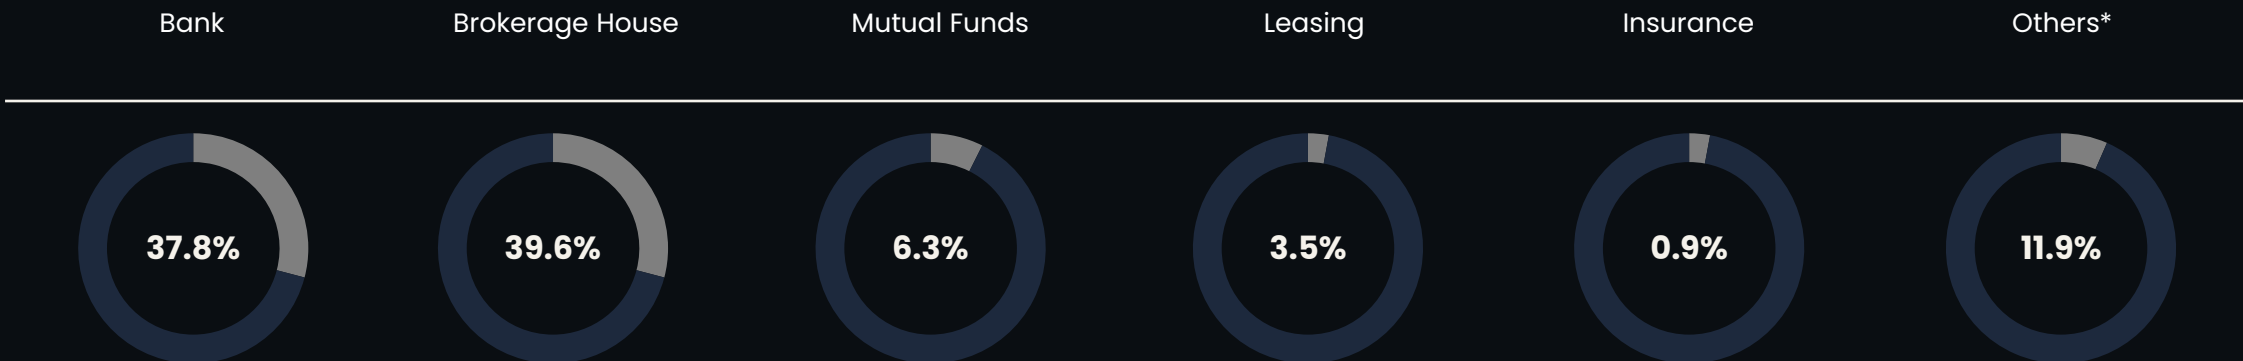 Bank Brokerage House Mutual Funds Leasing Insurance Others*
37.8% 39.6% 6.3% 3.5% 0.9% 11.9%